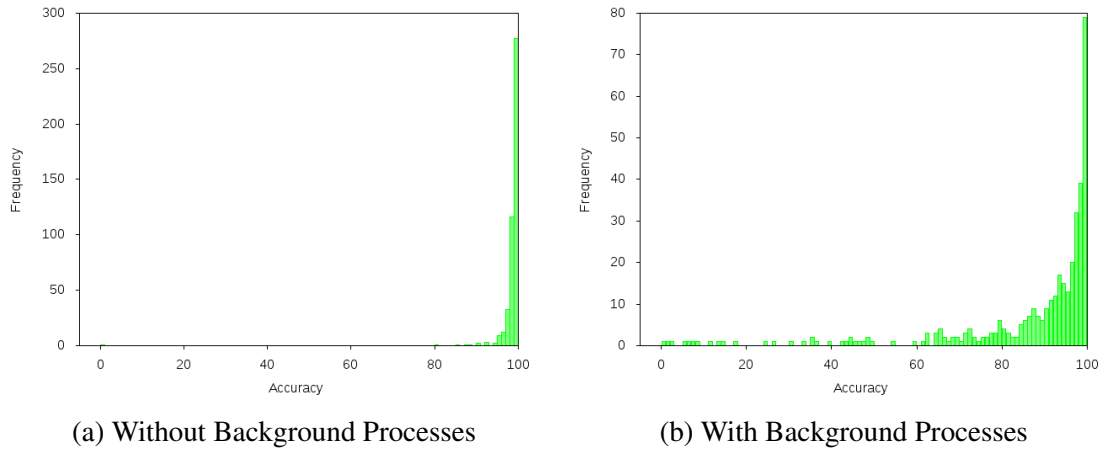 300
250
200
150
100
50
0
Frequency
0 20 40 60 80 100
Accuracy
(a) Without Background Processes
80
70
60
50
40
30
20
10
0
Frequency
0 20 40 60 80 100
Accuracy
(b) With Background Processes